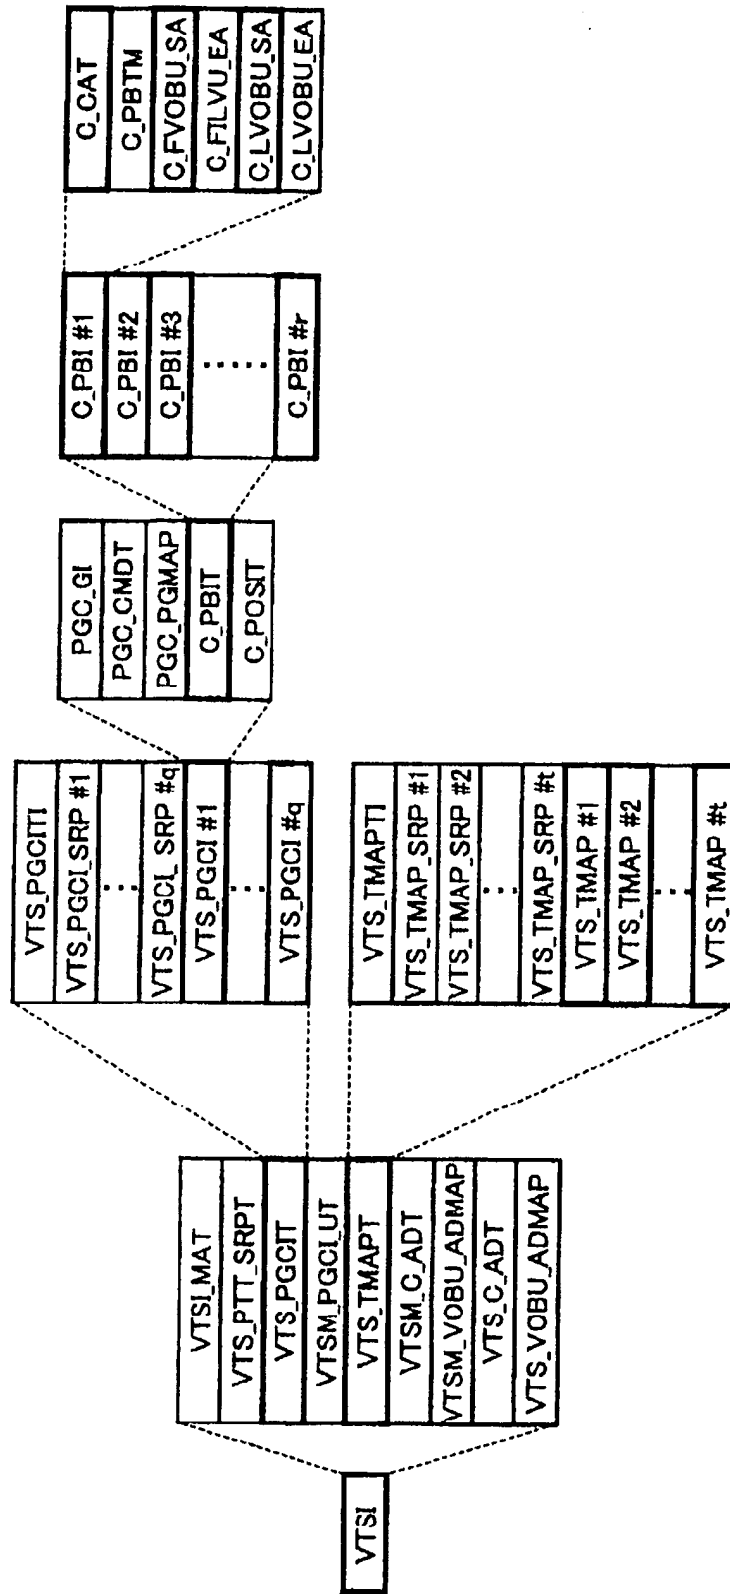 VTSI
VTSI_MAT
VTS_PTT_SRPT
VTS_PGCIT
VTSM_PGCI_UT
VTS_TMAPT
VTSM_C_ADT
VTSM_VOBU_ADMAP
VTS_C_ADT
VTS_VOBU_ADMAP
VTS_PGCITI
VTS_PGCI_SRP #1
.....
VTS_PGCI_SRP #q
VTS_PGCI #1
.....
VTS_PGCI #q
VTS_TMAPTI
VTS_TMAP_SRP #1
VTS_TMAP_SRP #2
.....
VTS_TMAP_SRP #t
VTS_TMAP #1
VTS_TMAP #2
.....
VTS_TMAP #t
PGC_GI
PGC_CMDT
PGC_PGMAP
C_PBIT
C_POSIT
C_PBI #1
C_PBI #2
C_PBI #3
......
C_PBI #r
C_CAT
C_PBTM
C_FVOBU_SA
C_FILVU_EA
C_LVOBU_SA
C_LVOBU_EA